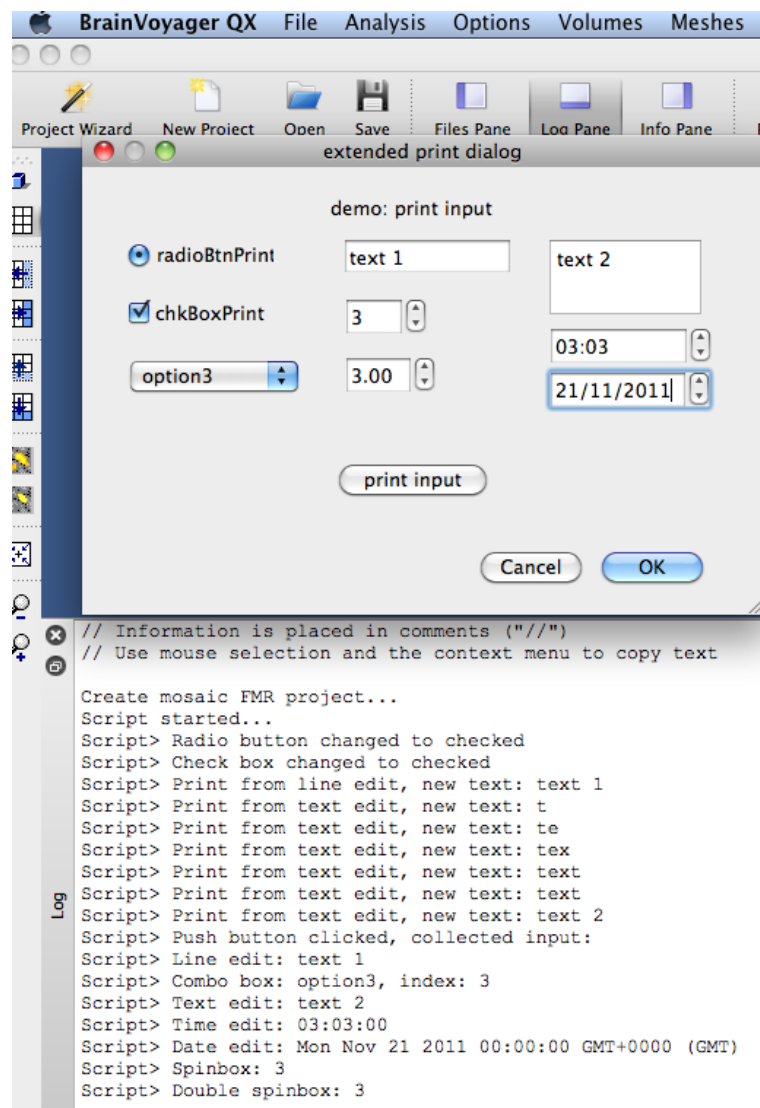 BrainVoyager QX File Analysis Options Volumes Meshes
Project Wizard New Project Open Save Files Pane Log Pane Info Pane
extended print dialog
demo: print input
radioBtnPrint text 1 text 2
chkBoxPrint 3
03:03
option3 3.00
21/11/2011
print input
Cancel OK
// Information is placed in comments ("//")
// Use mouse selection and the context menu to copy text
Create mosaic FMR project...
Script started...
Script> Radio button changed to checked
Script> Check box changed to checked
Script> Print from line edit, new text: text 1
Script> Print from text edit, new text: t
Script> Print from text edit, new text: te
Script> Print from text edit, new text: tex
Script> Print from text edit, new text: text
Script> Print from text edit, new text: text
Script> Print from text edit, new text: text 2
Script> Push button clicked, collected input:
Script> Line edit: text 1
Script> Combo box: option3, index: 3
Script> Text edit: text 2
Script> Time edit: 03:03:00
Script> Date edit: Mon Nov 21 2011 00:00:00 GMT+0000 (GMT)
Script> Spinbox: 3
Script> Double spinbox: 3
Log